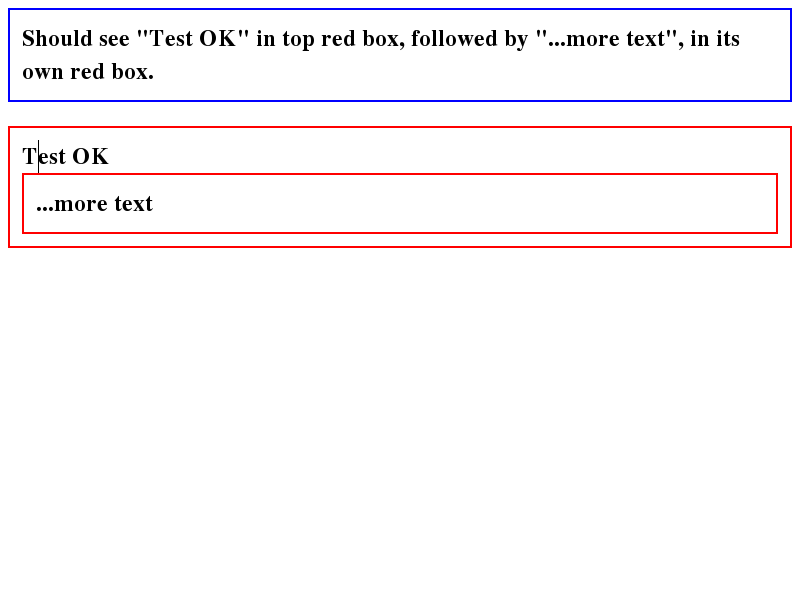 Should see "Test OK" in top red box, followed by "...more text", in its
own red box.
Test OK
...more text